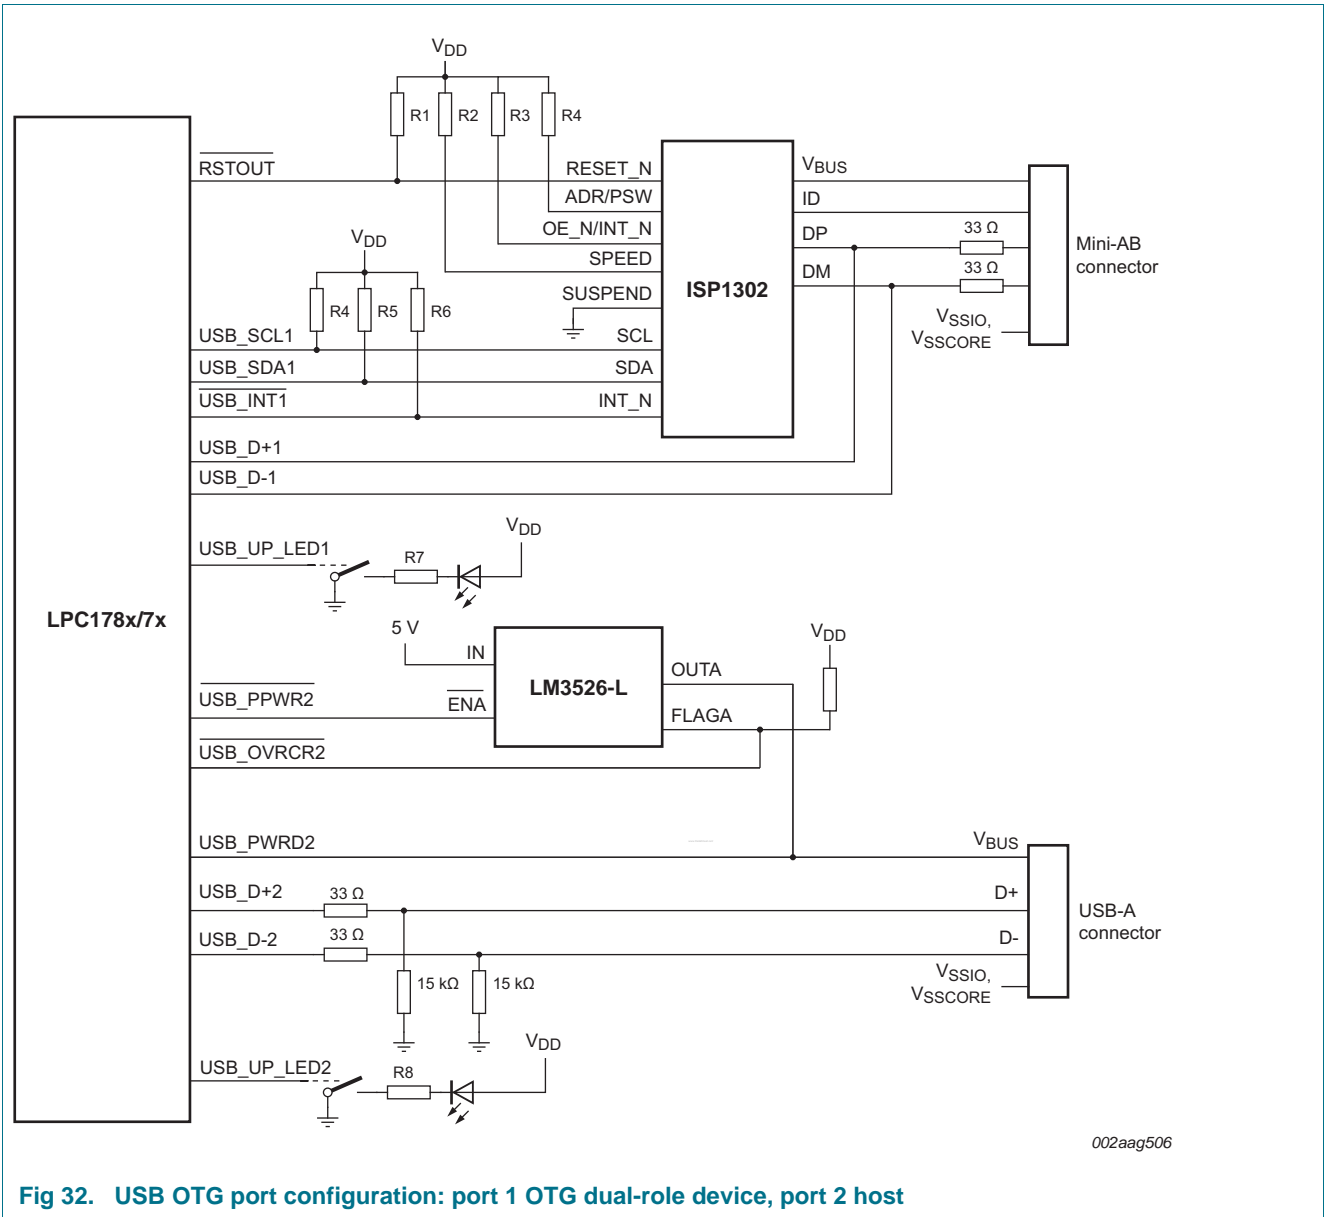 VDD
R1 R2 R3 R4
RSTOUT RESET_N VBUS
ADR/PSW ID
OE_N/INT_N DP 33 Ω
SPEED DM 33 Ω
Mini-AB
connector
VDD
ISP1302
SUSPEND
R4 R5 R6
VSSIO,
VSSCORE
USB_SCL1 SCL
USB_SDA1 SDA
USB_INT1 INT_N
USB_D+1
USB_D-1
VDD
USB_UP_LED1 R7
LPC178x/7x
5 V
IN
LM3526-L
OUTA
VDD
USB_PPWR2 ENA
FLAGA
USB_OVRCR2
USB_PWRD2 VBUS
USB_D+2 33 Ω D+
USB_D-2 33 Ω D-
USB-A
connector
15 kΩ 15 kΩ
VSSIO,
VSSCORE
VDD
USB_UP_LED2 R8
002aag506
Fig 32. USB OTG port configuration: port 1 OTG dual-role device, port 2 host